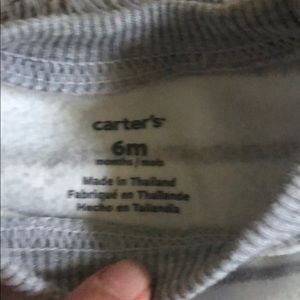 carter's
6m
months / mois
Made in Thailand
Fabriqué en Thaïlande
Hecho en Tailandia